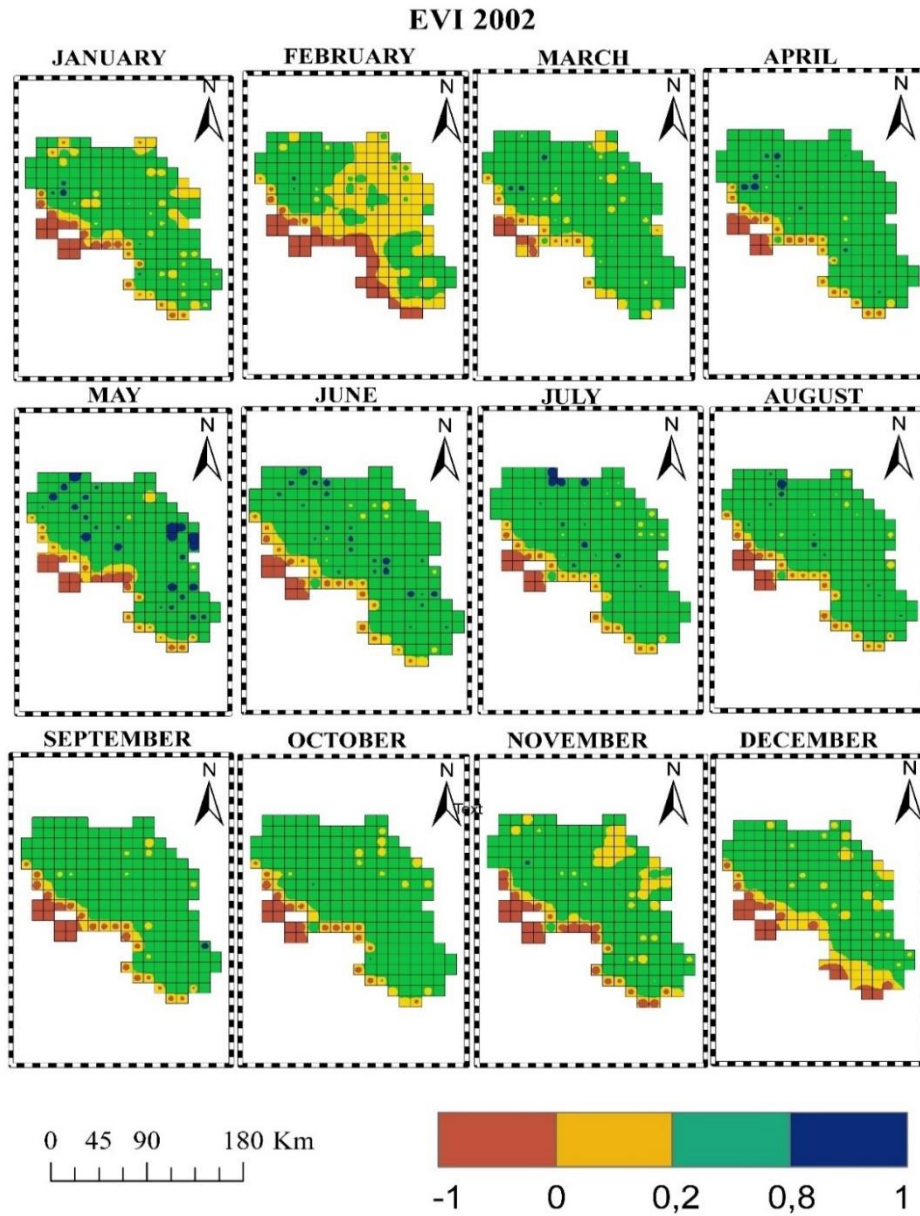 EVI 2002
JANUARY FEBRUARY MARCH APRIL
N N N N
MAY JUNE JULY AUGUST
N N N N
SEPTEMBER OCTOBER NOVEMBER DECEMBER
N N N N
Text
0 45 90 180 Km
-1 0 0,2 0,8 1